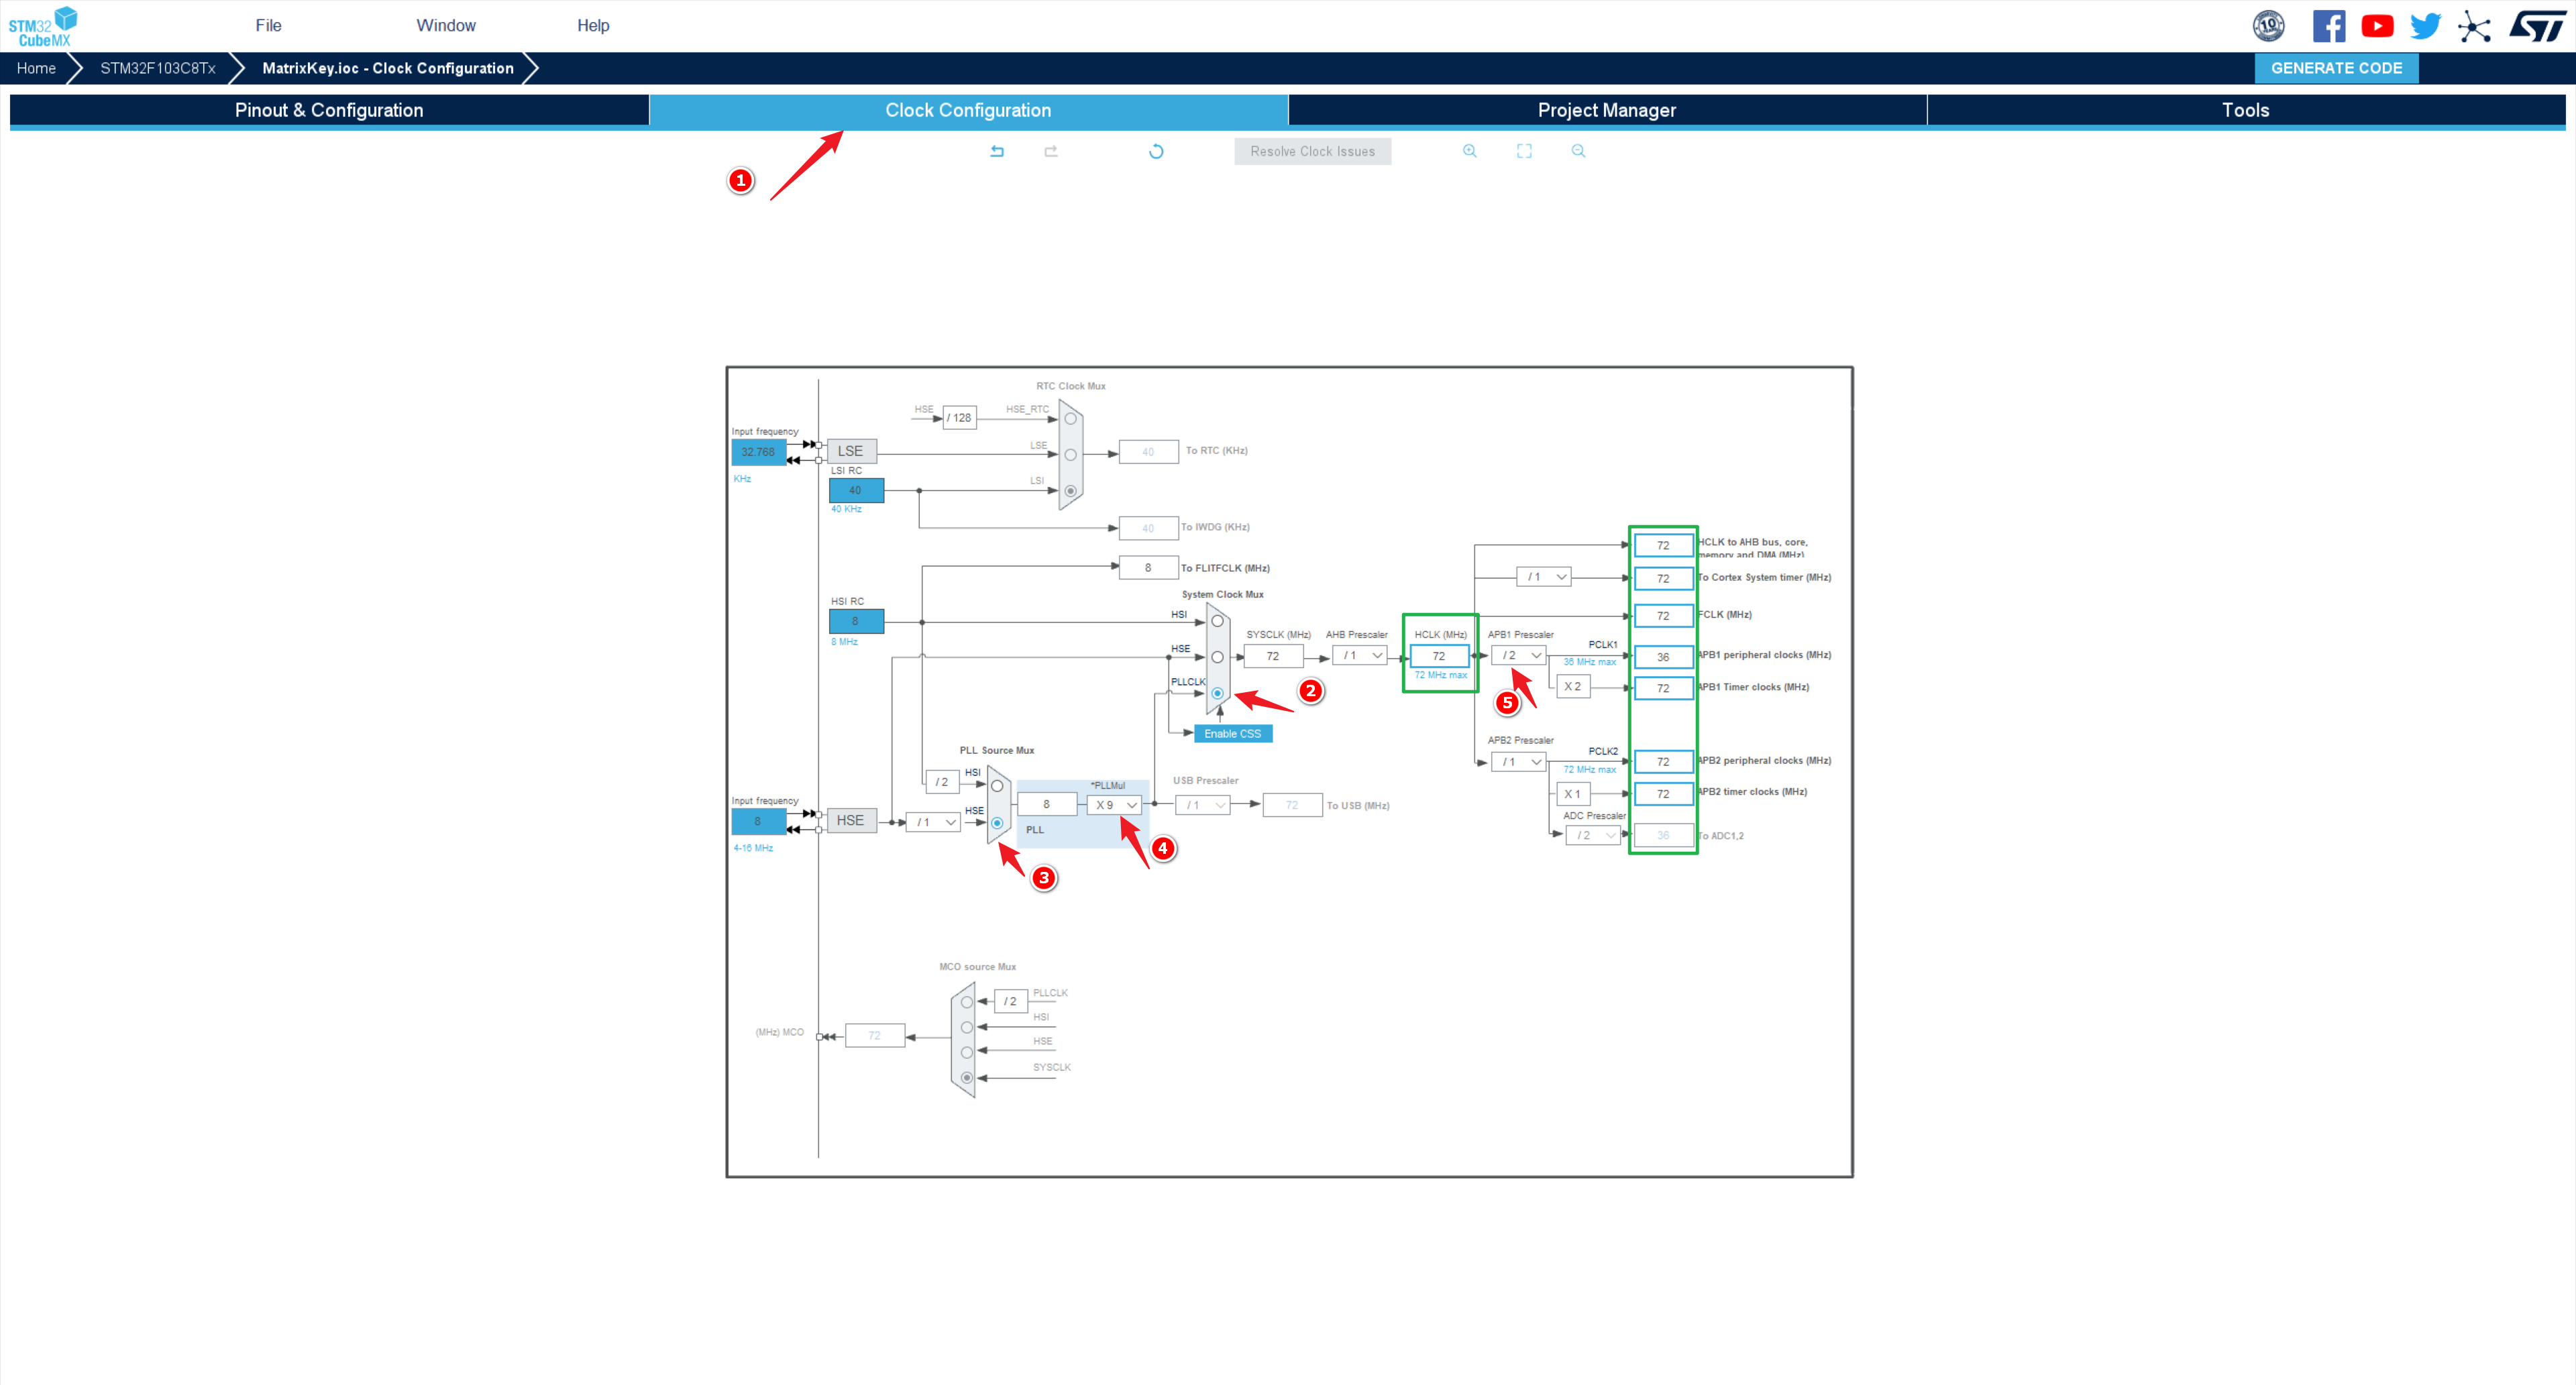 STM32
CubeMX
File
Window
Help
10
Home
STM32F103C8Tx
MatrixKey.ioc - Clock Configuration
GENERATE CODE
Pinout & Configuration
Clock Configuration
Project Manager
Tools
Resolve Clock Issues
1
RTC Clock Mux
HSE
/ 128
HSE_RTC
Input frequency
32.768
KHz
LSE
LSE
40
To RTC (KHz)
LSI RC
40
40 KHz
LSI
40
To IWDG (KHz)
8
To FLITFCLK (MHz)
HSI RC
8
8 MHz
System Clock Mux
HSI
HSE
PLLCLK
SYSCLK (MHz)
72
AHB Prescaler
/ 1
HCLK (MHz)
72
72 MHz max
APB1 Prescaler
/ 2
PCLK1
36 MHz max
X 2
72
HCLK to AHB bus, core,
memory and DMA (MHz)
/ 1
72
To Cortex System timer (MHz)
72
FCLK (MHz)
36
APB1 peripheral clocks (MHz)
72
APB1 Timer clocks (MHz)
2
5
Enable CSS
APB2 Prescaler
/ 1
PCLK2
72 MHz max
72
APB2 peripheral clocks (MHz)
X 1
72
APB2 timer clocks (MHz)
ADC Prescaler
/ 2
36
To ADC1,2
PLL Source Mux
/ 2
HSI
HSE
Input frequency
8
4-16 MHz
HSE
/ 1
8
*PLLMul
X 9
PLL
USB Prescaler
/ 1
72
To USB (MHz)
4
3
MCO source Mux
/ 2
PLLCLK
HSI
HSE
SYSCLK
(MHz) MCO
72